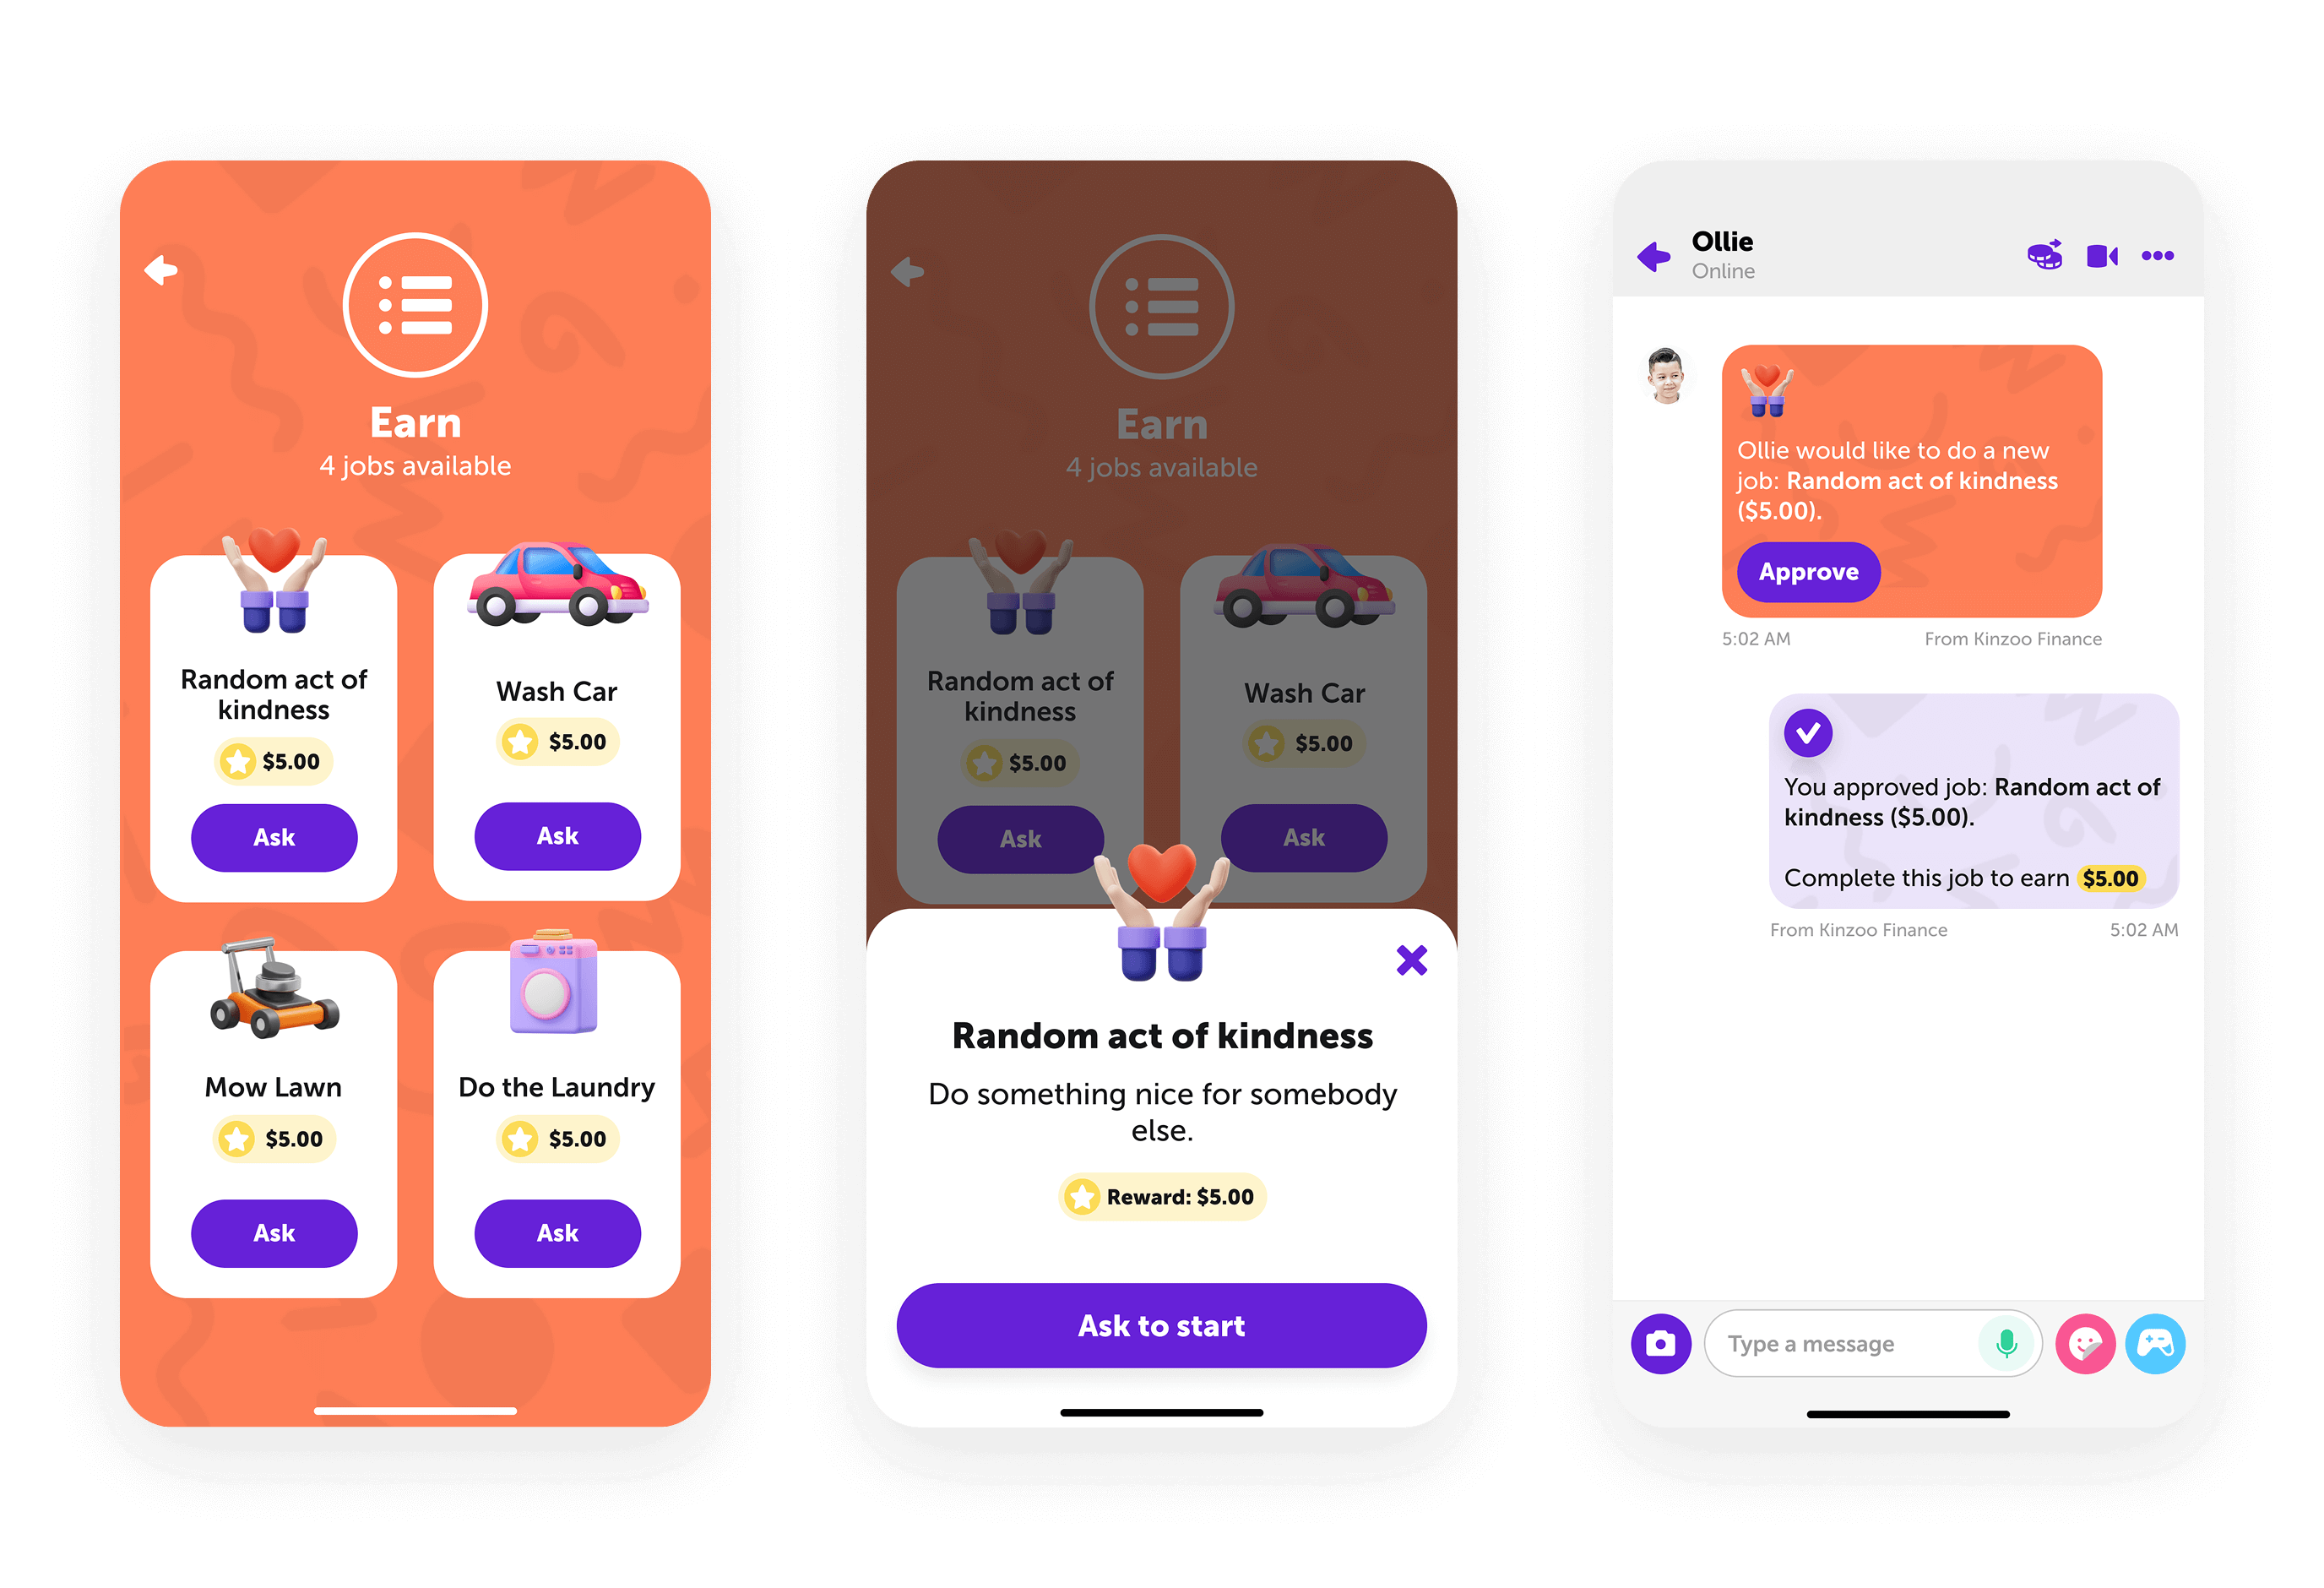 Earn
4 jobs available
Random act of
kindness
$5.00
Ask
Wash Car
$5.00
Ask
Mow Lawn
$5.00
Ask
Do the Laundry
$5.00
Ask
Earn
4 jobs available
Random act of
kindness
$5.00
Ask
Wash Car
$5.00
Ask
Random act of kindness
Do something nice for somebody
else.
Reward: $5.00
Ask to start
Ollie
Online
Ollie would like to do a new
job: Random act of kindness
($5.00).
Approve
5:02 AM
From Kinzoo Finance
You approved job: Random act of
kindness ($5.00).
Complete this job to earn $5.00
From Kinzoo Finance
5:02 AM
Type a message